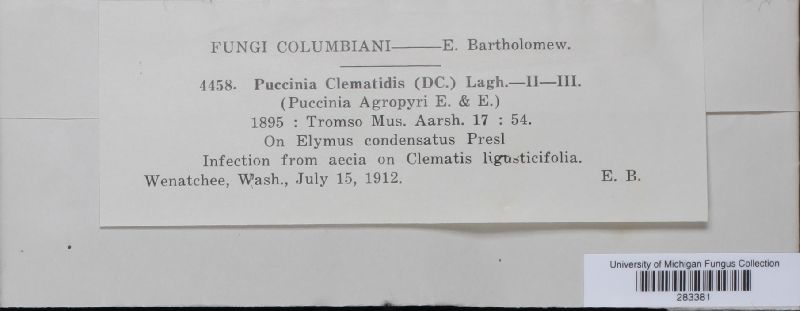 FUNGI COLUMBIANI——E. Bartholomew.
4458. Puccinia Clematidis (DC.) Lagh.—II—III.
(Puccinia Agropyri E. & E.)
1895 : Tromso Mus. Aarsh. 17 : 54.
On Elymus condensatus Presl
Infection from aecia on Clematis ligusticifolia.
Wenatchee, Wash., July 15, 1912. E. B.
University of Michigan Fungus Collection
283381